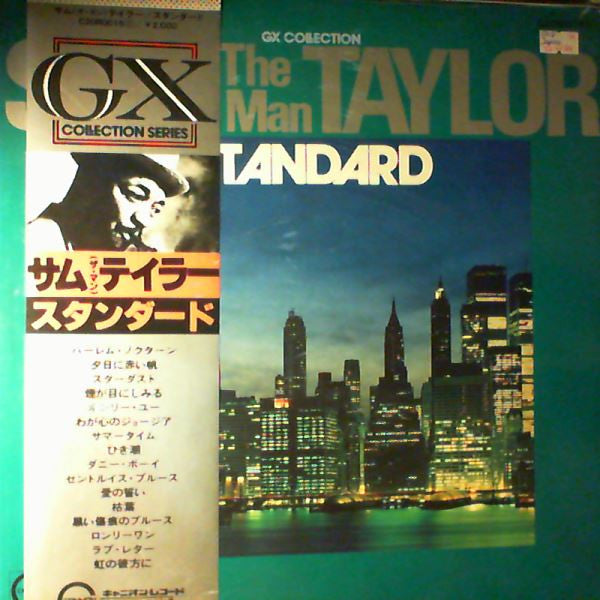 サム(ザ・マン)テイラー/スタンダード
¥2,000
GX
COLLECTION SERIES
サム(ザ・マン)テイラー
スタンダード
ハーレム・ノクターン
夕日に赤い帆
スターダスト
煙が目にしみる
オンリー・ユー
わが心のジョージア
サマータイム
ひき潮
ダニー・ボーイ
セントルイス・ブルース
愛の誓い
枯葉
黒い傷痕のブルース
ロンリーワン
ラブ・レター
虹の彼方に
キャニオンレコード
GX COLLECTION
S The Man TAYLOR
TANDARD